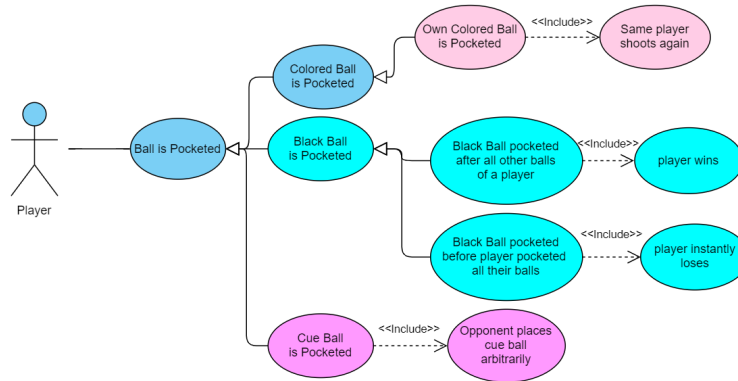 Own Colored Ball
is Pocketed
<<Include>>
Same player
shoots again
Colored Ball
is Pocketed
Ball is Pocketed
Black Ball
is Pocketed
Black Ball pocketed
after all other balls
of a player
<<Include>>
player wins
Player
Black Ball pocketed
before player pocketed
all their balls
<<Include>>
player instantly
loses
Cue Ball
is Pocketed
<<Include>>
Opponent places
cue ball
arbitrarily